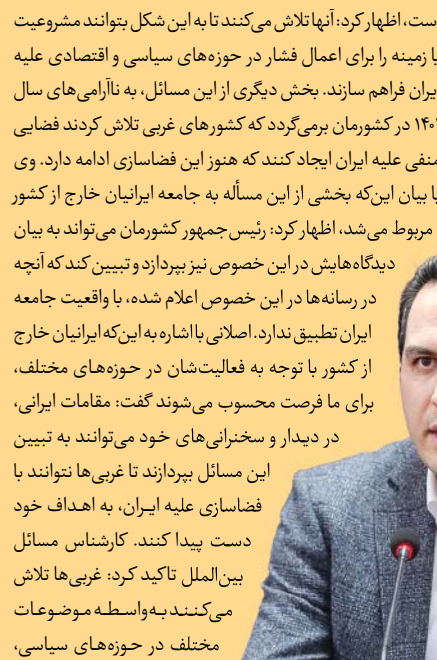 است، اظهار کرد: آنها تلاش می‌کنند تا به این شکل بتوانند مشروعیت
یا زمینه را برای اعمال فشار در حوزه‌های سیاسی و اقتصادی علیه
ایران فراهم سازند. بخش دیگری از این مسائل، به ناآرامی‌های سال
در کشورمان برمی‌گردد که کشورهای غربی تلاش کردند فضایی
منفی علیه ایران ایجاد کنند که هنوز این فضاسازی ادامه دارد. وی
با بیان این‌که بخشی از این مسأله به جامعه ایرانیان خارج از کشور
مربوط می‌شد، اظهار کرد: رئیس‌جمهور کشورمان می‌تواند به بیان
دیدگاه‌هایش در این خصوص نیز بپردازد و تبیین کند که آنچه
در رسانه‌ها در این خصوص اعلام شده، با واقعیت جامعه
ایران تطبیق ندارد. اصلانی با اشاره به این‌که ایرانیان خارج
از کشور با توجه به فعالیت‌شان در حوزه‌های مختلف،
برای ما فرصت محسوب می‌شوند گفت: مقامات ایرانی،
در دیدار و سخنرانی‌های خود می‌توانند به تبیین
این مسائل بپردازند تا غربی‌ها نتوانند با
فضاسازی علیه ایران، به اهداف خود
دست پیدا کنند. کارشناس مسائل
بین‌الملل تاکید کرد: غربی‌ها تلاش
می‌کنند به‌واسطه موضوعات
مختلف در حوزه‌های سیاسی،